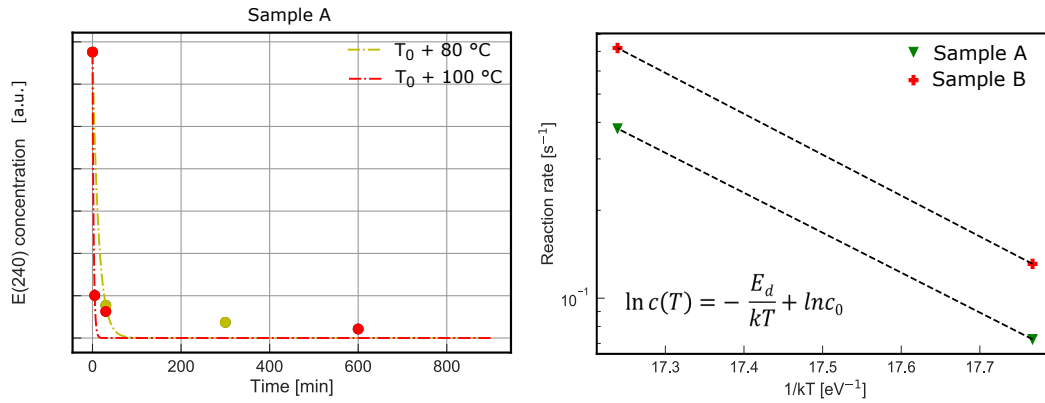 Sample A
T₀ + 80 °C
T₀ + 100 °C
E(240) concentration [a.u.]
0 200 400 600 800
Time [min]
Sample A
Sample B
Reaction rate [s⁻¹]
10⁻¹
ln c(T) = − E_d/kT + lnc₀
17.3 17.4 17.5 17.6 17.7
1/kT [eV⁻¹]